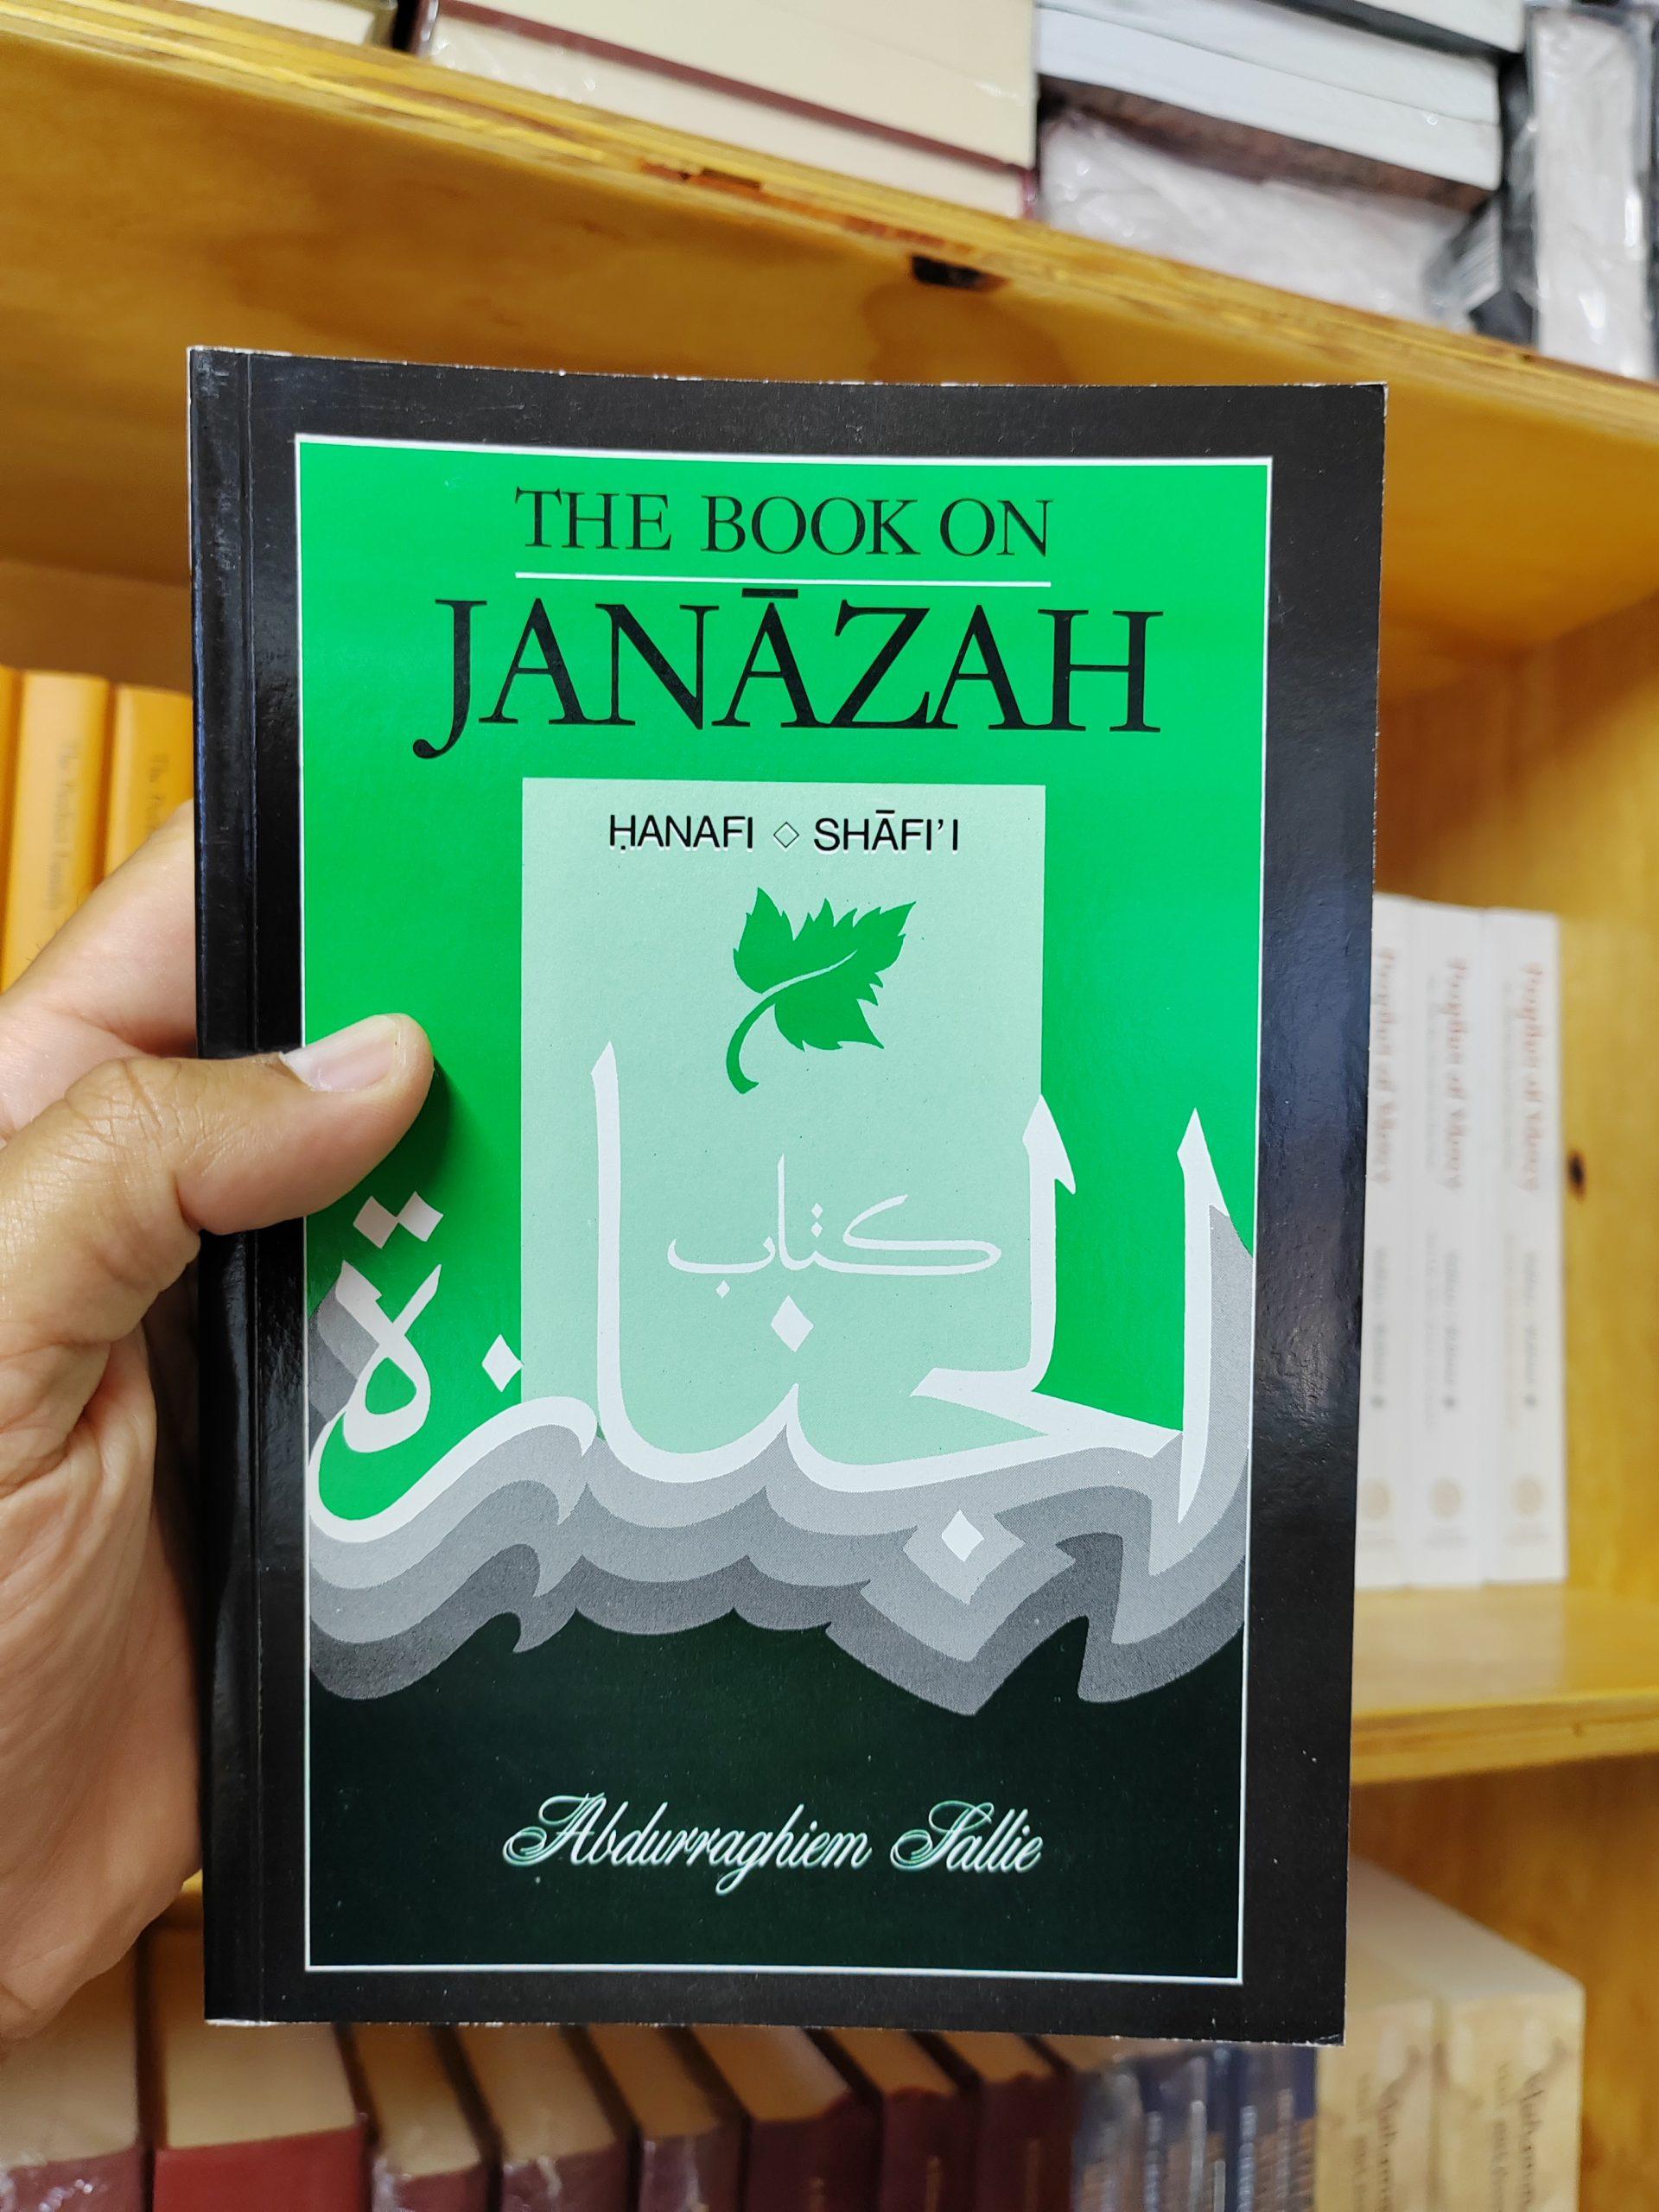 THE BOOK ON
JANĀZAH
ḤANAFI ◇ SHĀFI'I
كتاب
الجنازة
Abdurraghiem Sallie